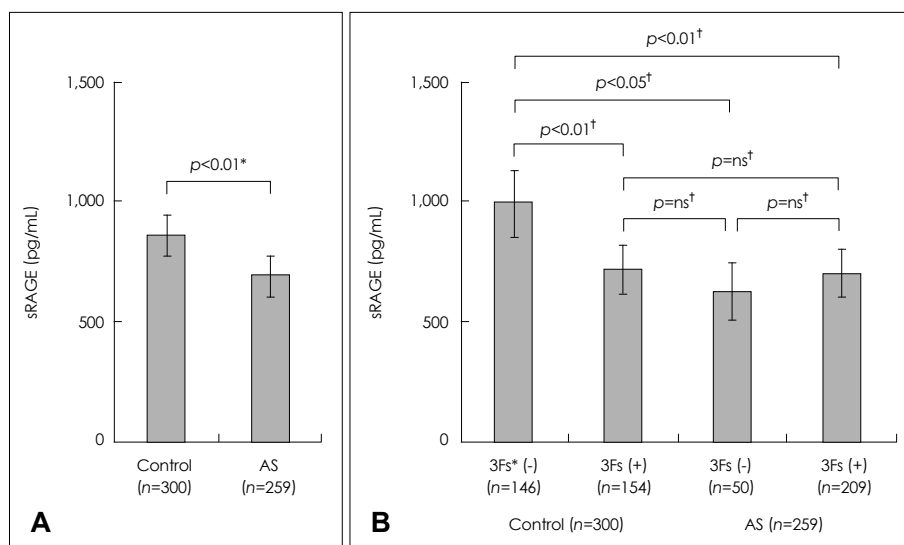 1,500
p<0.01*
1,000
sRAGE (pg/mL)
500
0
Control
(n=300)
AS
(n=259)
A
p<0.01†
1,500
p<0.05†
p<0.01†
p=ns†
1,000
p=ns†
p=ns†
sRAGE (pg/mL)
500
0
3Fs* (-)
(n=146)
3Fs (+)
(n=154)
3Fs (-)
(n=50)
3Fs (+)
(n=209)
Control (n=300)
AS (n=259)
B